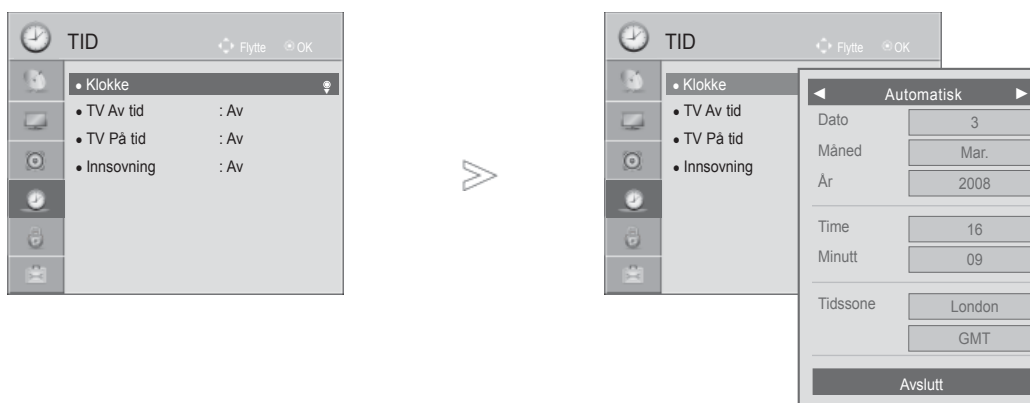 TID Flytte OK
• Klokke
• TV Av tid : Av
• TV På tid : Av
• Innsovning : Av
TID Flytte OK
• Klokke
• TV Av tid
• TV På tid
• Innsovning
◄ Automatisk ►
Dato 3
Måned Mar.
År 2008
Time 16
Minutt 09
Tidssone London
GMT
Avslutt